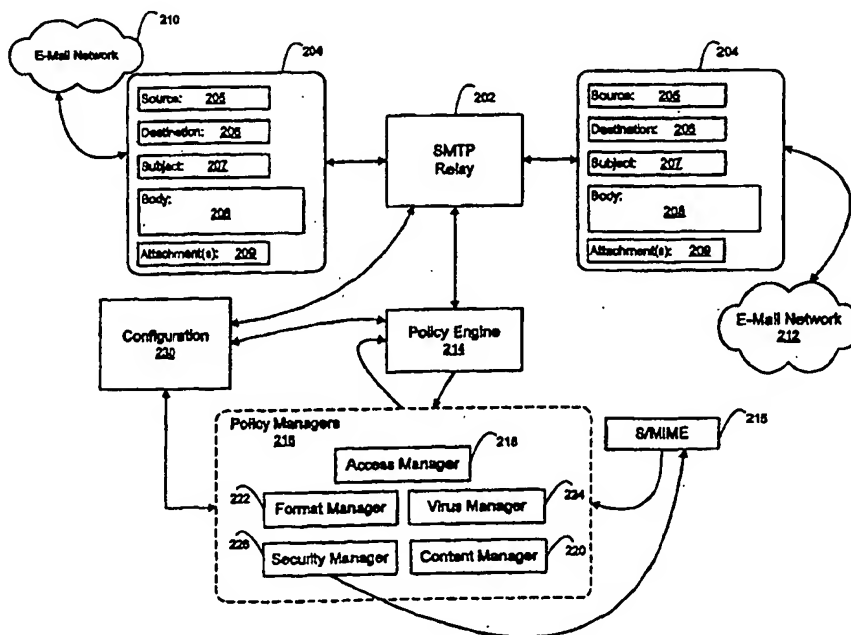 210
E-Mail Network
204
Source: 205
Destination: 206
Subject: 207
Body:
208
Attachment(s): 209
202
SMTP
Relay
204
Source: 205
Destination: 206
Subject: 207
Body:
208
Attachment(s): 209
E-Mail Network
212
Configuration
230
Policy Engine
214
Policy Managers
216
218
Access Manager
222
Format Manager
224
Virus Manager
226
Security Manager
220
Content Manager
215
S/MIME